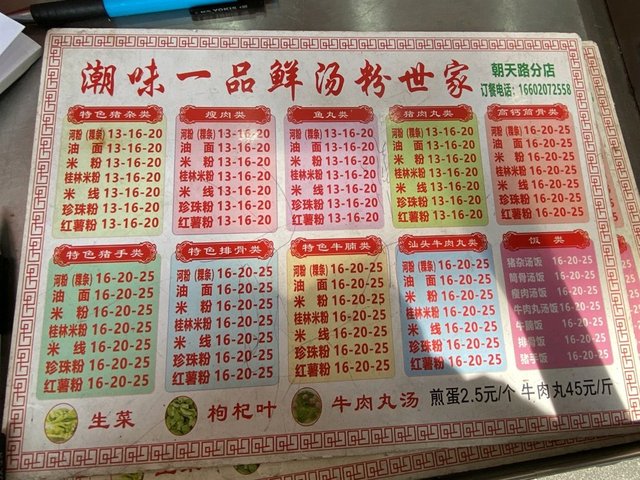 潮味一品鲜汤粉世家
朝天路分店
订餐电话：16602072558
特色猪杂类
河粉（粿条）13-16-20
油面 13-16-20
米粉 13-16-20
桂林米粉 13-16-20
米线 13-16-20
珍珠粉 13-16-20
红薯粉 13-16-20
瘦肉类
河粉（粿条）13-16-20
油面 13-16-20
米粉 13-16-20
桂林米粉 13-16-20
米线 13-16-20
珍珠粉 13-16-20
红薯粉 13-16-20
鱼丸类
河粉（粿条）13-16-20
油面 13-16-20
米粉 13-16-20
桂林米粉 13-16-20
米线 13-16-20
珍珠粉 13-16-20
红薯粉 13-16-20
猪肉丸类
河粉（粿条）13-16-20
油面 13-16-20
米粉 13-16-20
桂林米粉 13-16-20
米线 13-16-20
珍珠粉 13-16-20
红薯粉 13-16-20
高钙筒骨类
河粉（粿条）16-20-25
油面 16-20-25
米粉 16-20-25
桂林米粉 16-20-25
米线 16-20-25
珍珠粉 16-20-25
红薯粉 16-20-25
特色猪手类
河粉（粿条）16-20-25
油面 16-20-25
米粉 16-20-25
桂林米粉 16-20-25
米线 16-20-25
珍珠粉 16-20-25
红薯粉 16-20-25
特色排骨类
河粉（粿条）16-20-25
油面 16-20-25
米粉 16-20-25
桂林米粉 16-20-25
米线 16-20-25
珍珠粉 16-20-25
红薯粉 16-20-25
特色牛腩类
河粉（粿条）16-20-25
油面 16-20-25
米粉 16-20-25
桂林米粉 16-20-25
米线 16-20-25
珍珠粉 16-20-25
红薯粉 16-20-25
汕头牛肉丸类
河粉（粿条）16-20-25
油面 16-20-25
米粉 16-20-25
桂林米粉 16-20-25
米线 16-20-25
珍珠粉 16-20-25
红薯粉 16-20-25
饭类
猪杂汤饭 16-20-25
筒骨汤饭 16-20-25
瘦肉汤饭 16-20-25
牛肉丸汤饭 16-20-25
牛腩饭 16-20-25
排骨饭 16-20-25
猪手饭 16-20-25
生菜 枸杞叶 牛肉丸汤 煎蛋2.5元/个 牛肉丸45元/斤